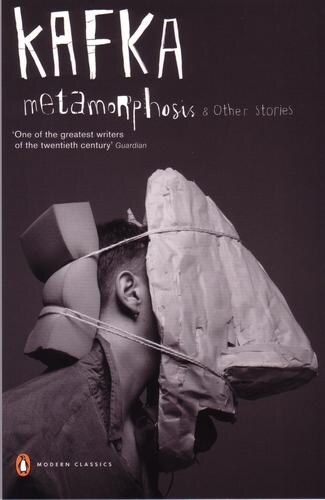 KAFKA
metamorphosis & Other Stories
‘One of the greatest writers
of the twentieth century’ Guardian
MODERN CLASSICS